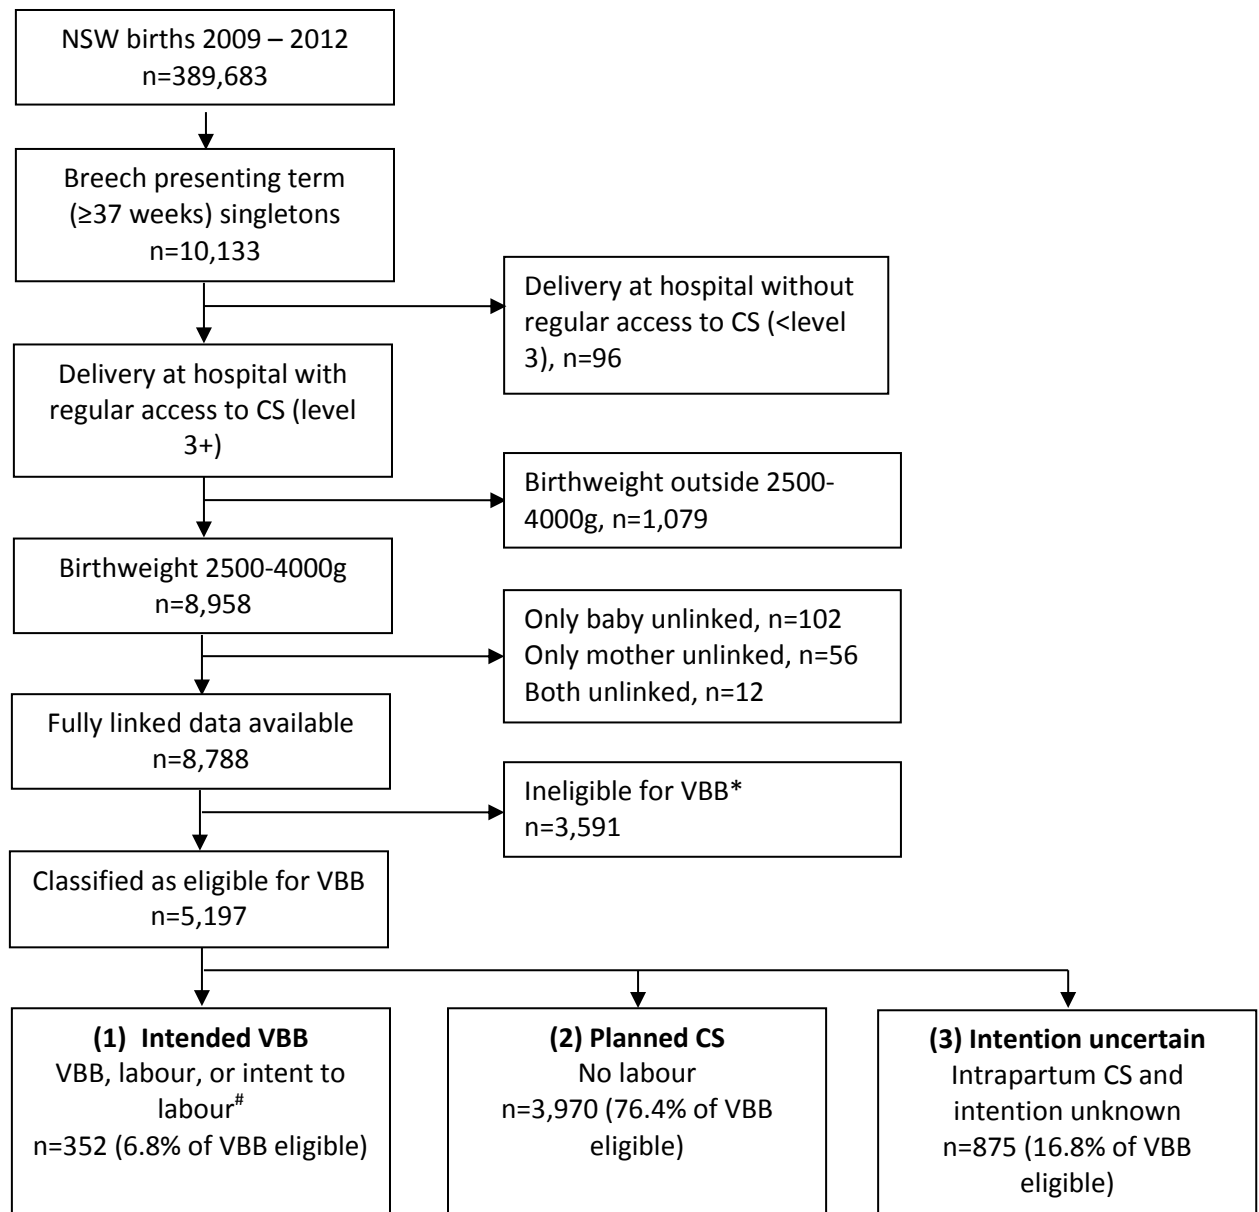 NSW births 2009 – 2012
n=389,683
Breech presenting term
(≥37 weeks) singletons
n=10,133
Delivery at hospital without
regular access to CS (<level
3), n=96
Delivery at hospital with
regular access to CS (level
3+)
Birthweight outside 2500-
4000g, n=1,079
Birthweight 2500-4000g
n=8,958
Only baby unlinked, n=102
Only mother unlinked, n=56
Both unlinked, n=12
Fully linked data available
n=8,788
Ineligible for VBB*
n=3,591
Classified as eligible for VBB
n=5,197
(1) Intended VBB
VBB, labour, or intent to
labour#
n=352 (6.8% of VBB eligible)
(2) Planned CS
No labour
n=3,970 (76.4% of VBB
eligible)
(3) Intention uncertain
Intrapartum CS and
intention unknown
n=875 (16.8% of VBB
eligible)